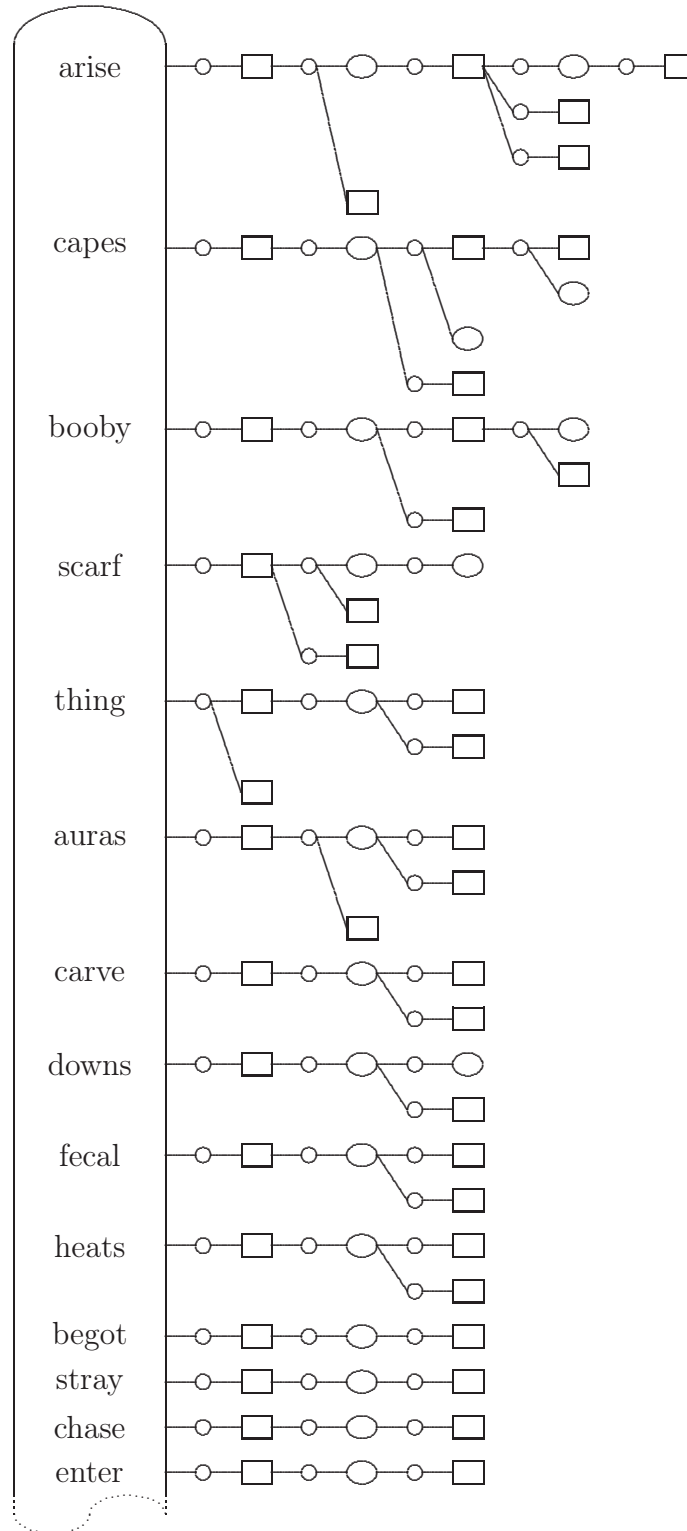 arise
capes
booby
scarf
thing
auras
carve
downs
fecal
heats
begot
stray
chase
enter